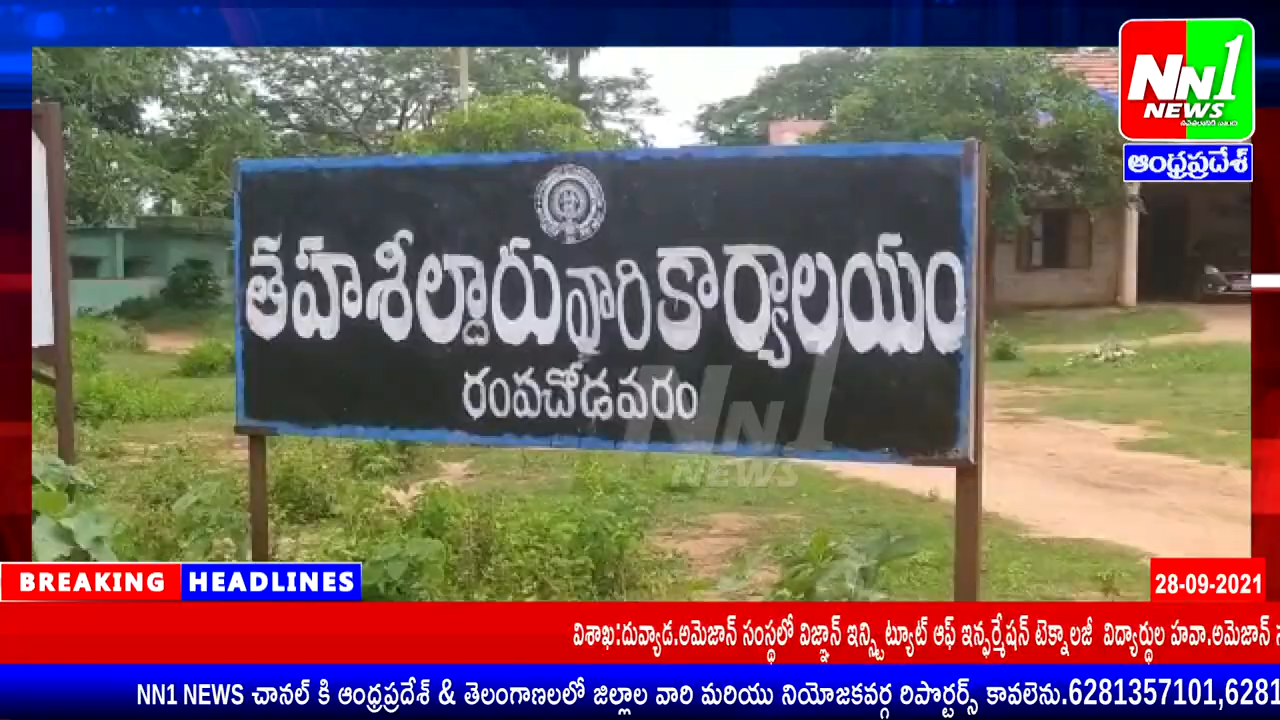 NN1
NEWS
ఆంధ్రప్రదేశ్
తహశీల్దారు వారి కార్యాలయం
రంపచోడవరం
NN1
NEWS
BREAKING HEADLINES
28-09-2021
విశాఖ:దువ్వాడ.అమెజాన్ సంస్థలో విజ్ఞాన్ ఇన్స్టిట్యూట్ ఆఫ్ ఇన్ఫర్మేషన్ టెక్నాలజీ విద్యార్థుల హవా.అమెజాన్
NN1 NEWS చానల్ కి ఆంధ్రప్రదేశ్ & తెలంగాణలలో జిల్లాల వారి మరియు నియోజకవర్గ రిపొర్టర్స్ కావలెను.6281357101,6281